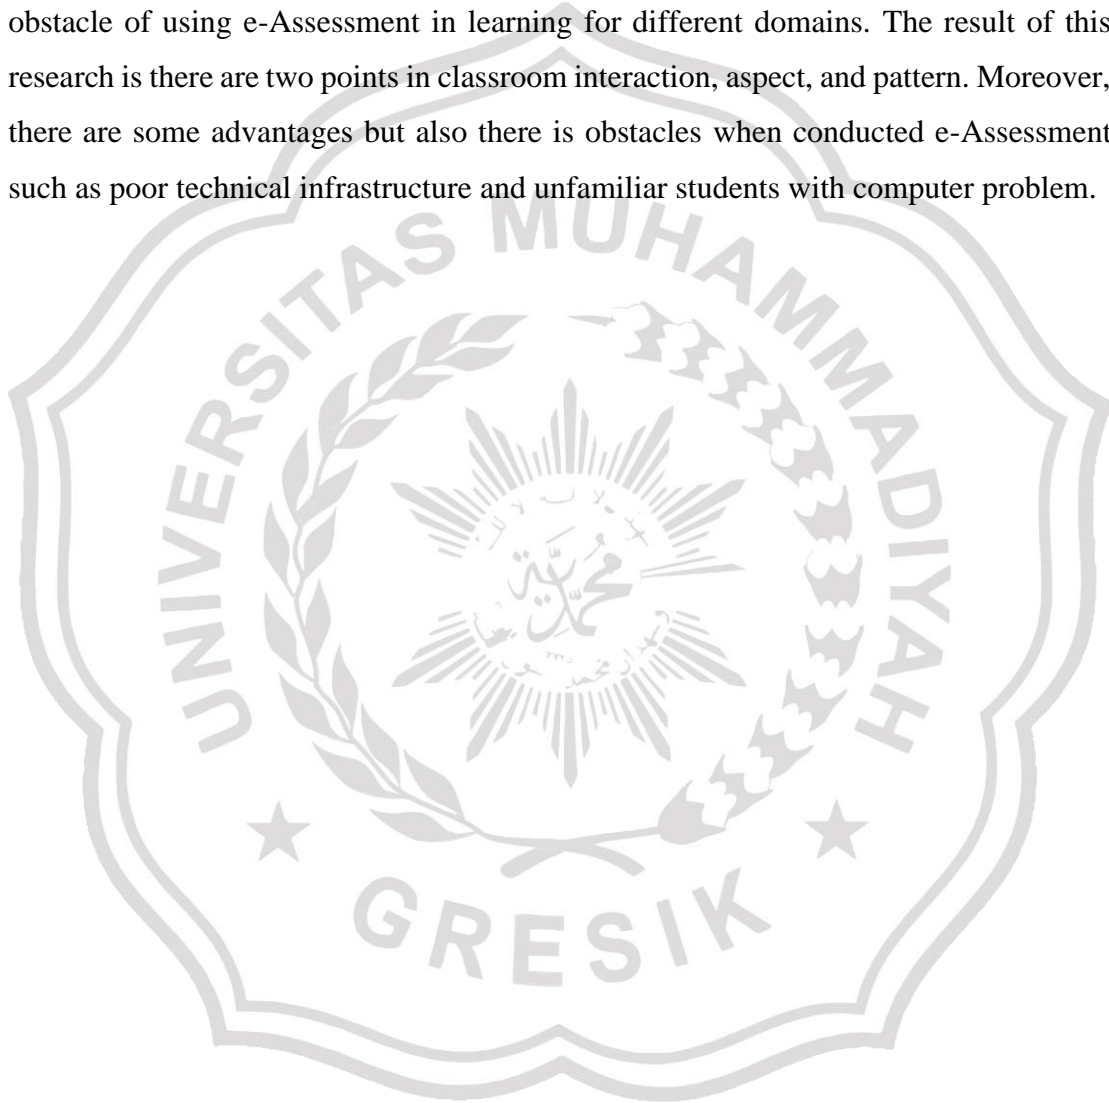 obstacle of using e-Assessment in learning for different domains. The result of this
research is there are two points in classroom interaction, aspect, and pattern. Moreover,
there are some advantages but also there is obstacles when conducted e-Assessment
such as poor technical infrastructure and unfamiliar students with computer problem.
UNIVERSITAS MUHAMMADIYAH
محمد
GRESIK